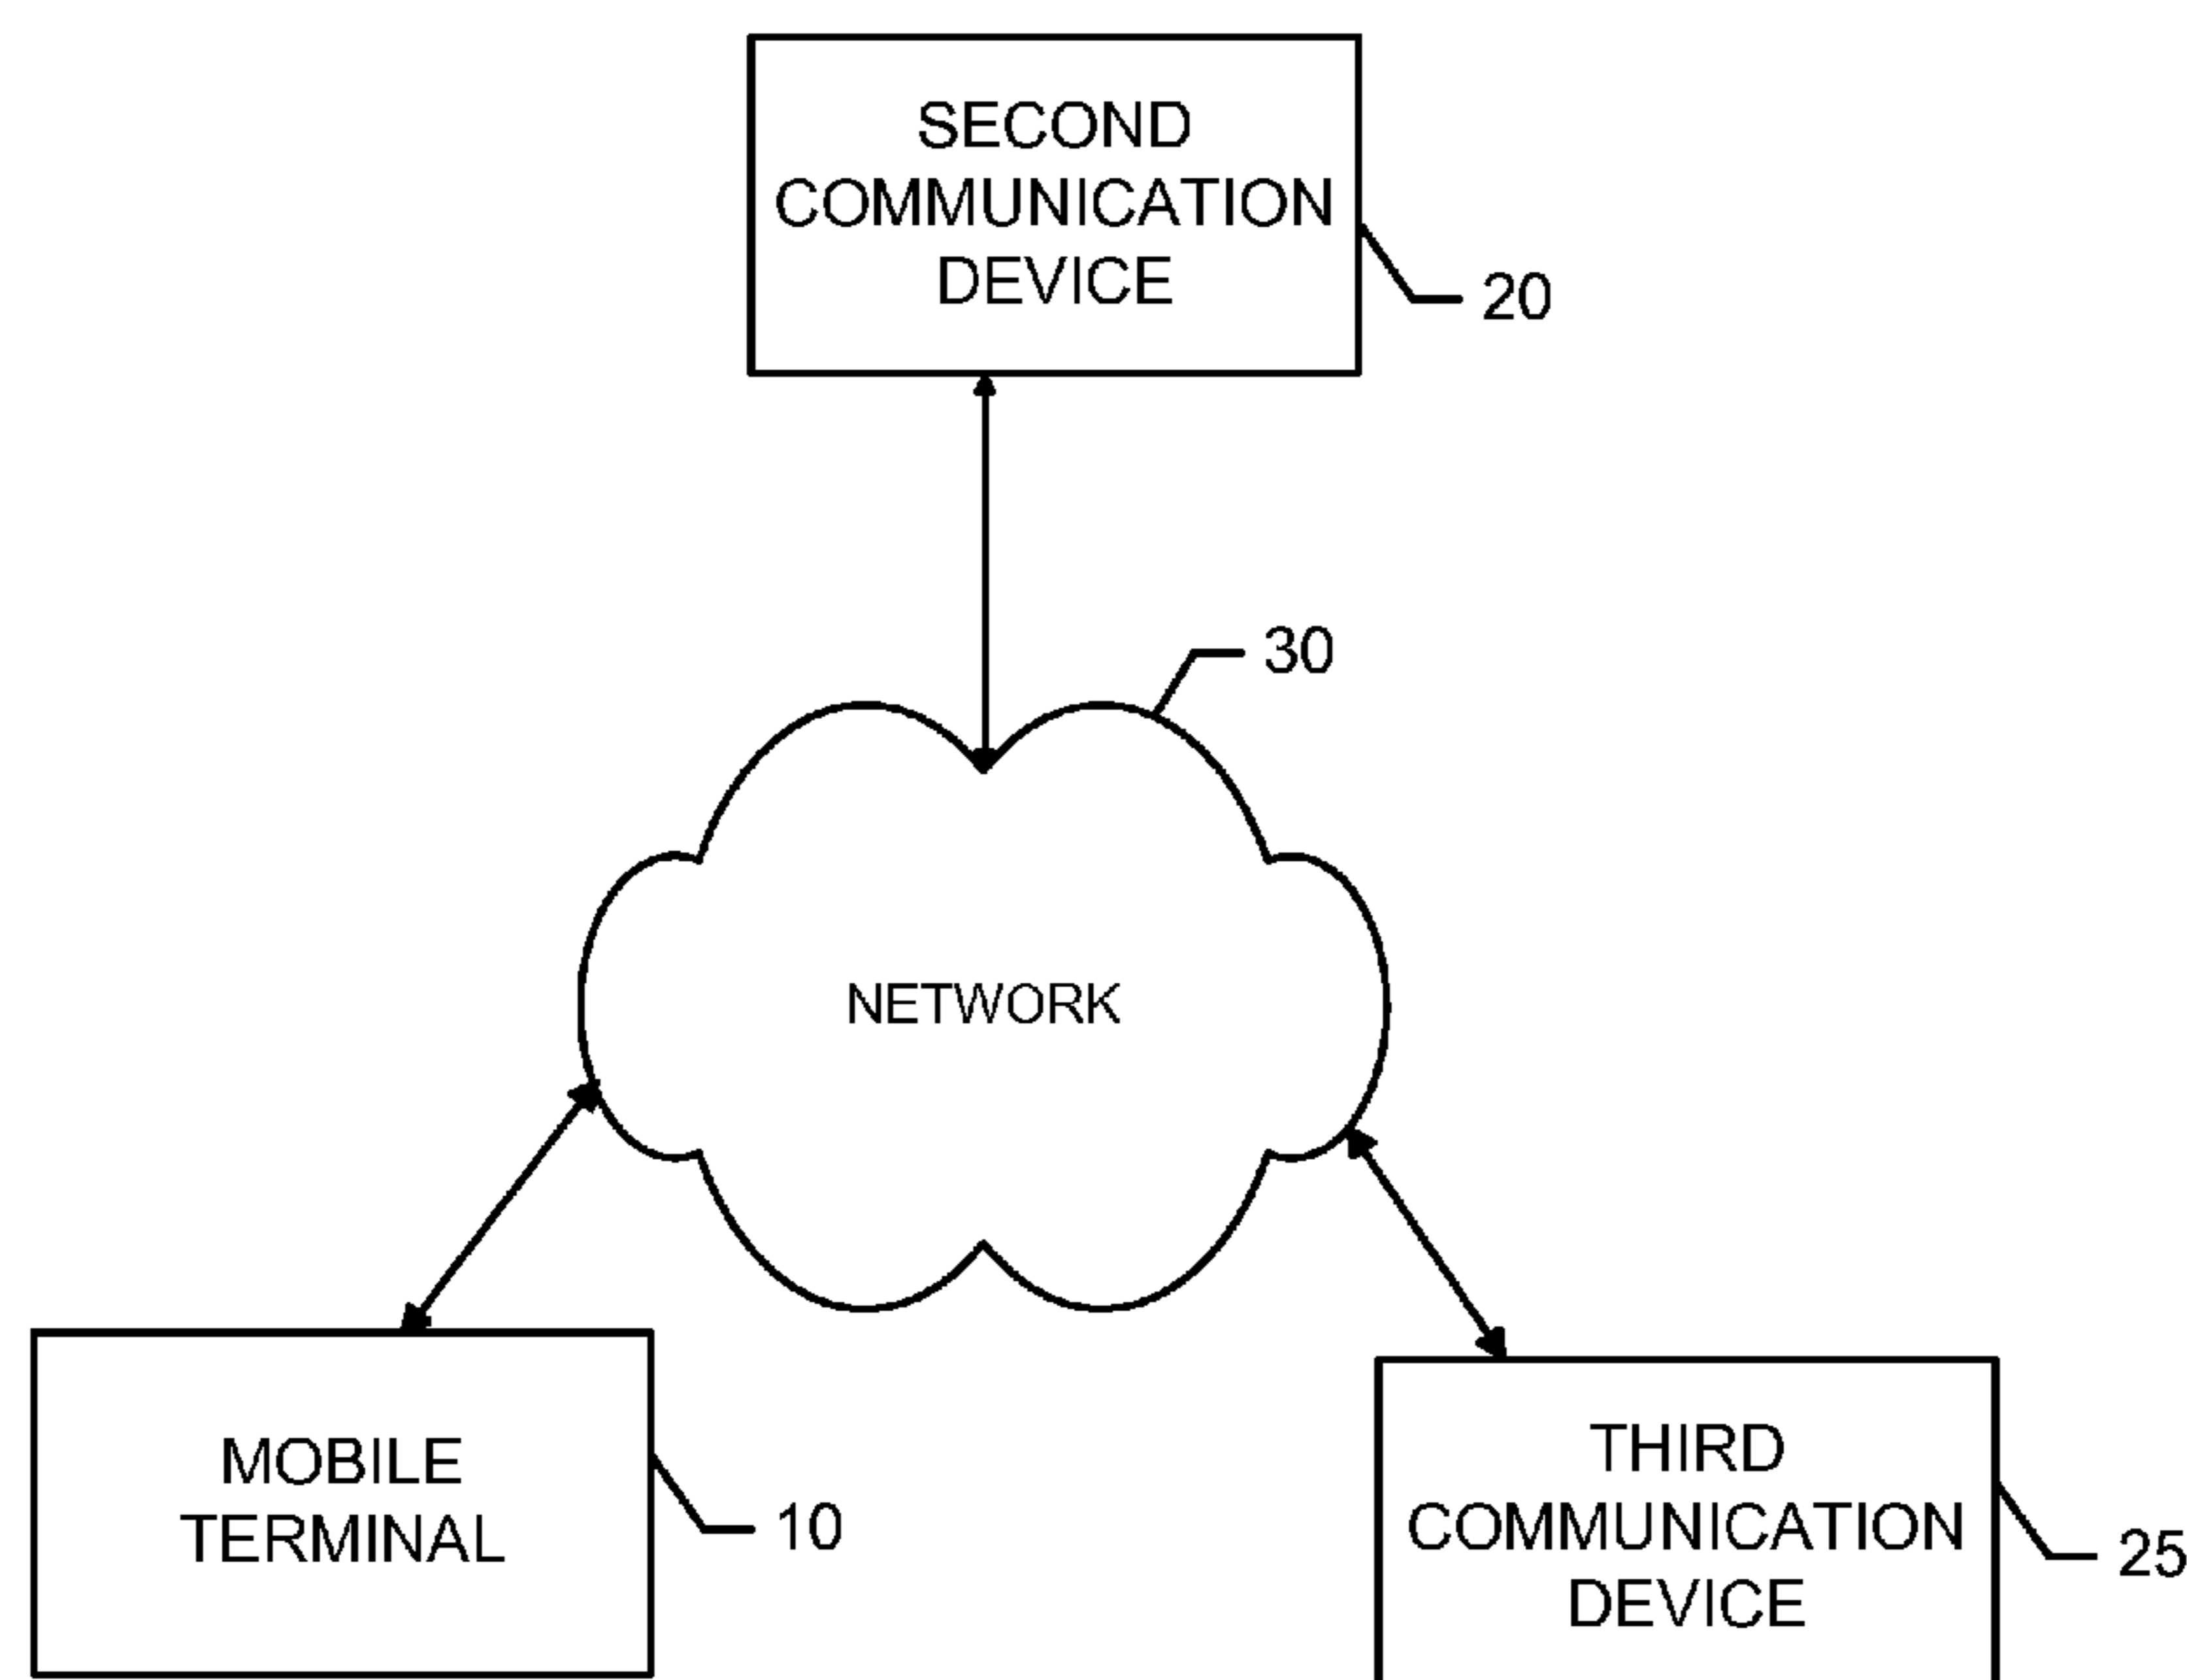 SECOND
COMMUNICATION
DEVICE
20
30
NETWORK
MOBILE
TERMINAL
10
THIRD
COMMUNICATION
DEVICE
25